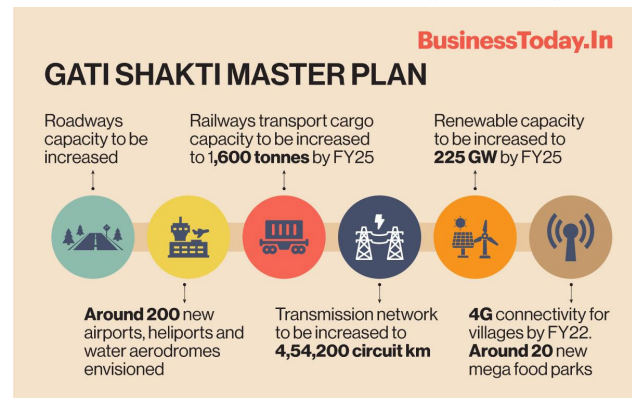 BusinessToday.In
GATI SHAKTI MASTER PLAN
Roadways
capacity to be
increased
Railways transport cargo
capacity to be increased
to 1,600 tonnes by FY25
Renewable capacity
to be increased to
225 GW by FY25
Around 200 new
airports, heliports and
water aerodromes
envisioned
Transmission network
to be increased to
4,54,200 circuit km
4G connectivity for
villages by FY22.
Around 20 new
mega food parks